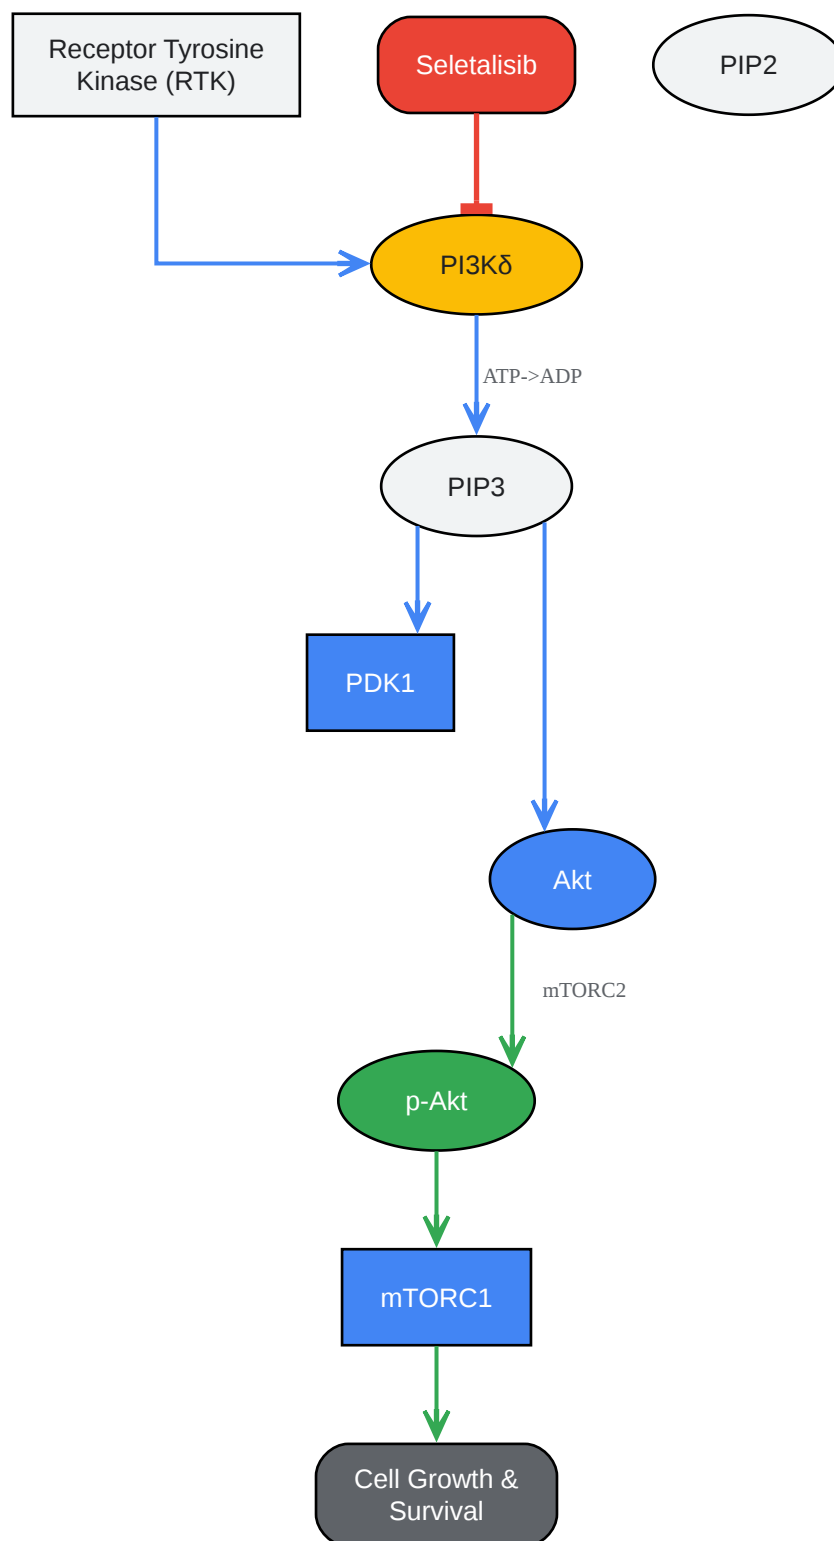 Receptor Tyrosine
Kinase (RTK)
Seletalisib
PIP2
PI3Kδ
ATP->ADP
PIP3
PDK1
Akt
mTORC2
p-Akt
mTORC1
Cell Growth &
Survival